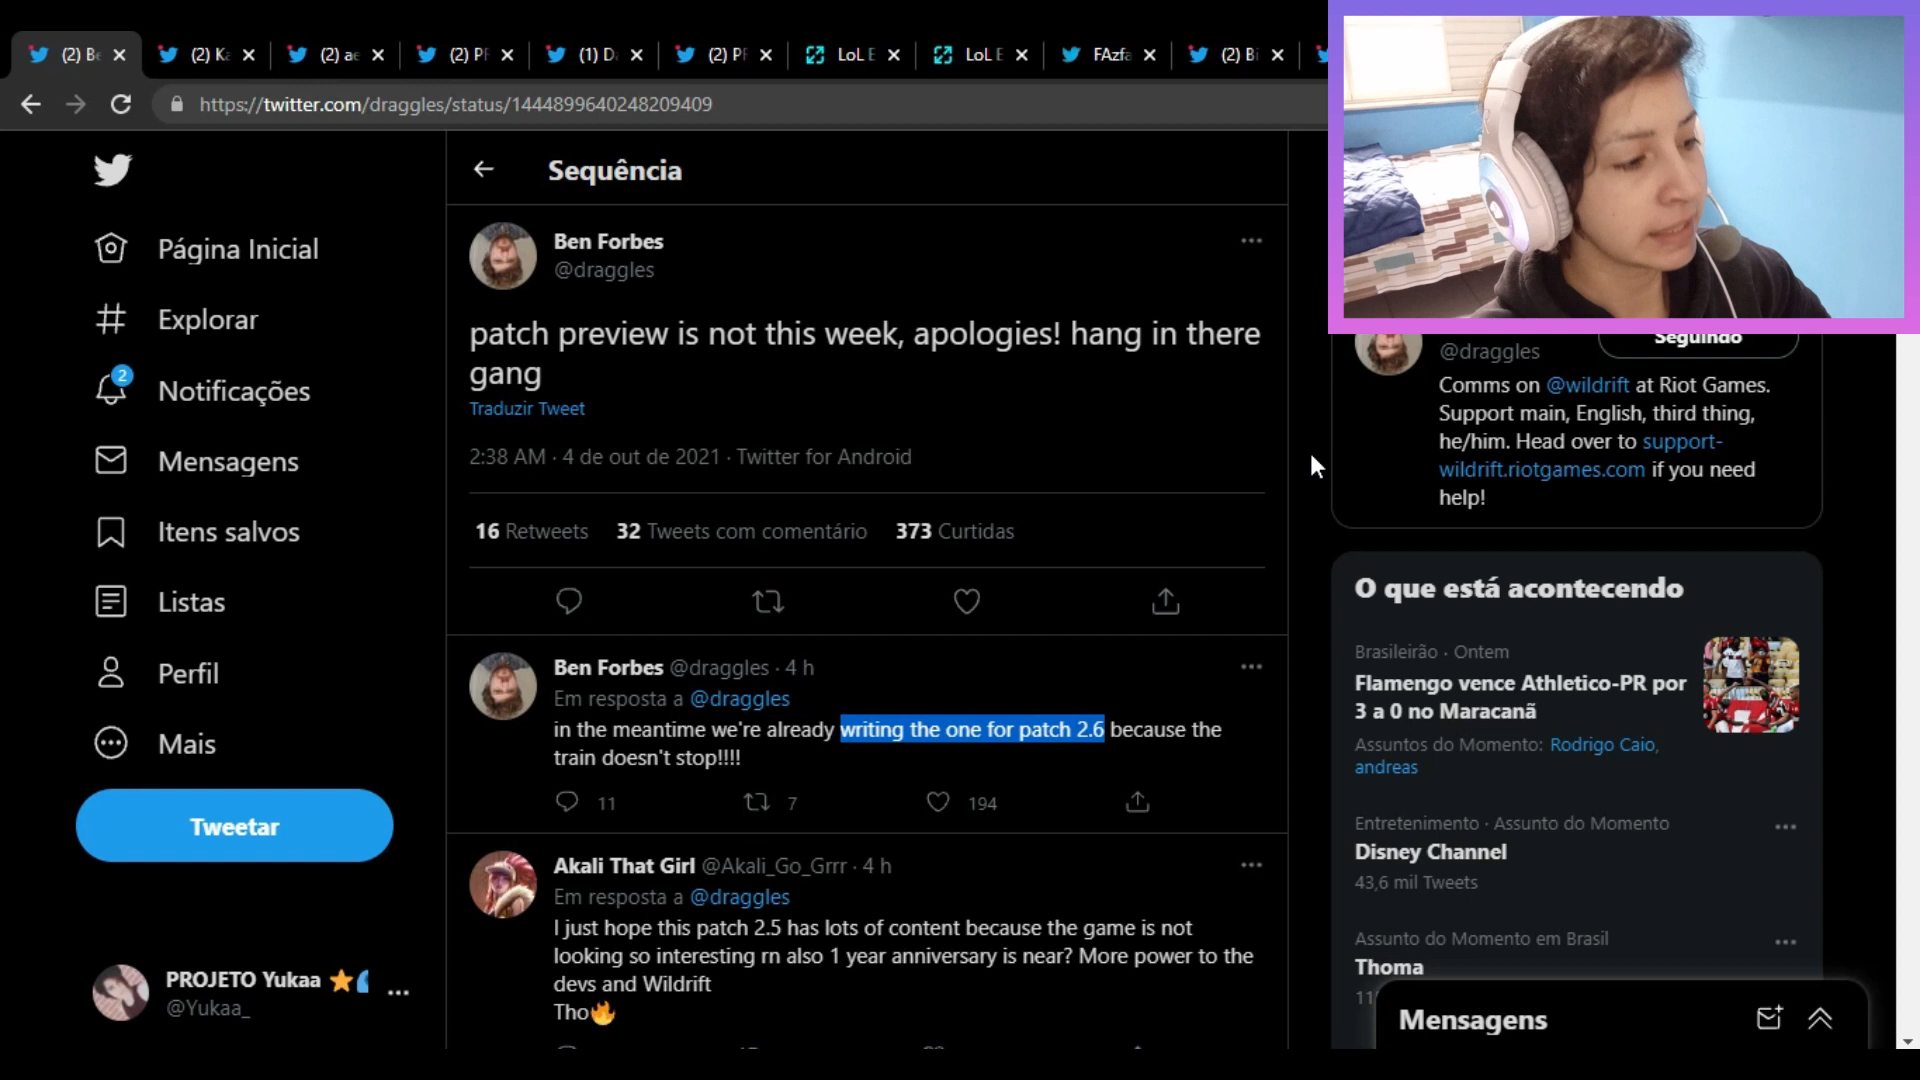 (2) Be
(2) Ka
(2) ae
(2) PF
(1) Da
(2) PF
LoL E
LoL E
FAzfa
(2) Bi
https://twitter.com/draggles/status/1444899640248209409
Página Inicial
Explorar
2
Notificações
Mensagens
Itens salvos
Listas
Perfil
Mais
Tweetar
PROJETO Yukaa
@Yukaa_
Sequência
Ben Forbes
@draggles
patch preview is not this week, apologies! hang in there
gang
Traduzir Tweet
2:38 AM · 4 de out de 2021 · Twitter for Android
16 Retweets 32 Tweets com comentário 373 Curtidas
Ben Forbes @draggles · 4 h
Em resposta a @draggles
in the meantime we're already writing the one for patch 2.6 because the
train doesn't stop!!!!
11 7 194
Akali That Girl @Akali_Go_Grrr · 4 h
Em resposta a @draggles
I just hope this patch 2.5 has lots of content because the game is not
looking so interesting rn also 1 year anniversary is near? More power to the
devs and Wildrift
Tho🔥
Seguindo
@draggles
Comms on @wildrift at Riot Games.
Support main, English, third thing,
he/him. Head over to support-
wildrift.riotgames.com if you need
help!
O que está acontecendo
Brasileirão · Ontem
Flamengo vence Athletico-PR por
3 a 0 no Maracanã
Assuntos do Momento: Rodrigo Caio,
andreas
Entretenimento · Assunto do Momento
Disney Channel
43,6 mil Tweets
Assunto do Momento em Brasil
Thoma
Mensagens